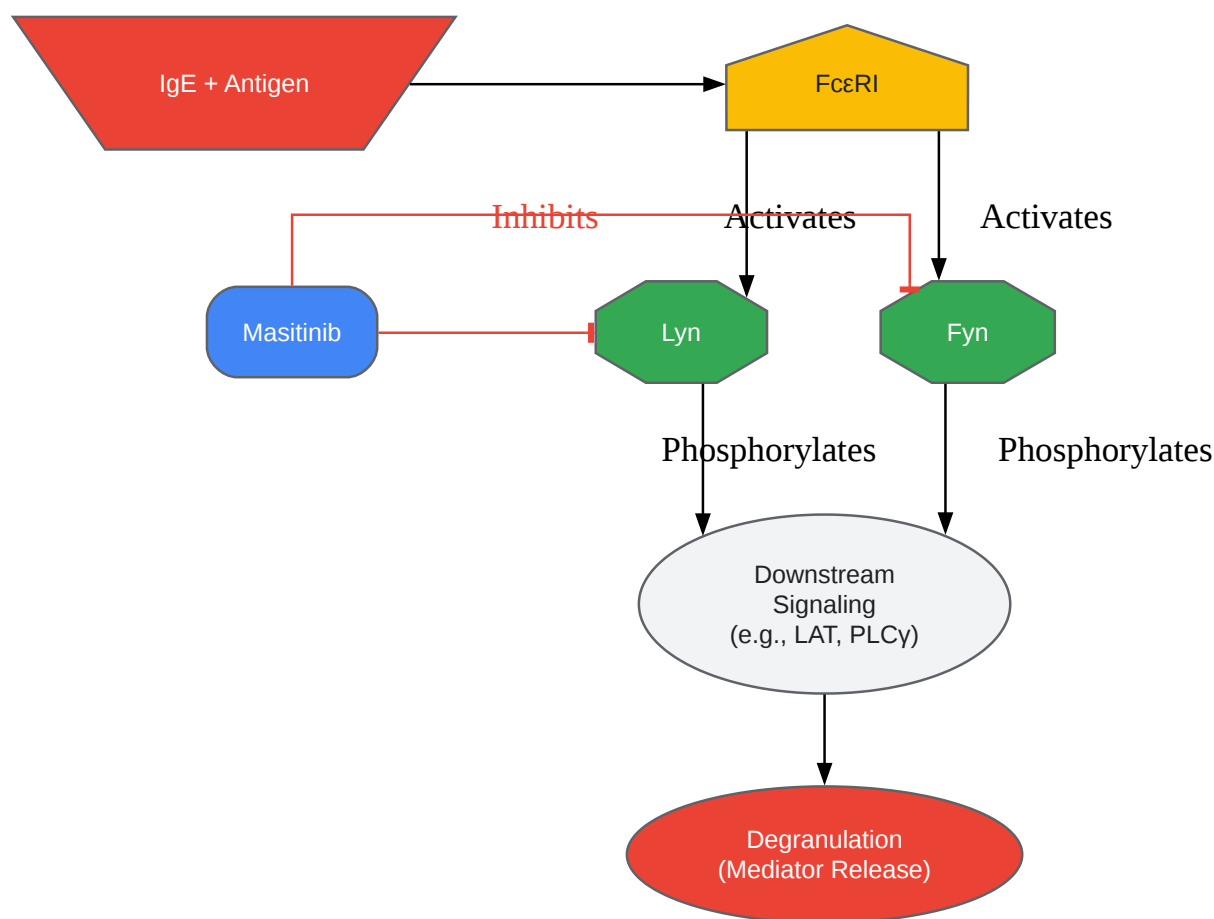 IgE + Antigen
FcεRI
Inhibits
Activates
Activates
Masitinib
Lyn
Fyn
Phosphorylates
Phosphorylates
Downstream
Signaling
(e.g., LAT, PLCγ)
Degranulation
(Mediator Release)